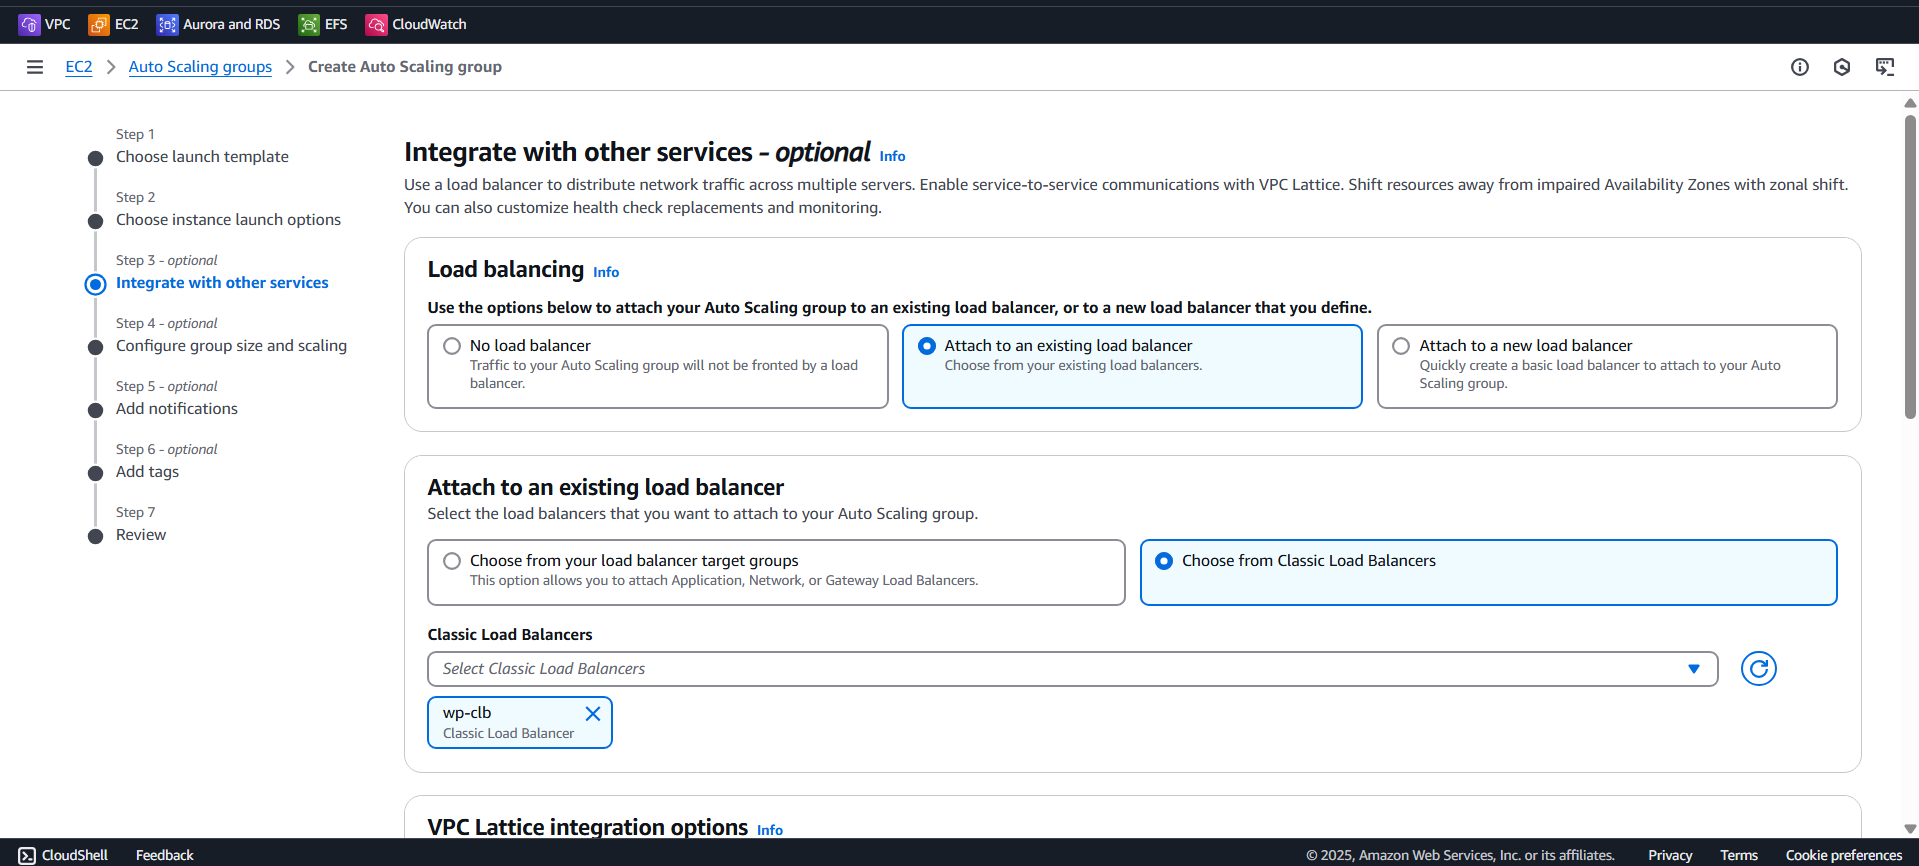 VPC EC2 Aurora and RDS EFS CloudWatch
EC2 Auto Scaling groups Create Auto Scaling group
Step 1
Choose launch template
Step 2
Choose instance launch options
Step 3 - optional
Integrate with other services
Step 4 - optional
Configure group size and scaling
Step 5 - optional
Add notifications
Step 6 - optional
Add tags
Step 7
Review
Integrate with other services - optional Info
Use a load balancer to distribute network traffic across multiple servers. Enable service-to-service communications with VPC Lattice. Shift resources away from impaired Availability Zones with zonal shift.
You can also customize health check replacements and monitoring.
Load balancing Info
Use the options below to attach your Auto Scaling group to an existing load balancer, or to a new load balancer that you define.
No load balancer
Traffic to your Auto Scaling group will not be fronted by a load
balancer.
Attach to an existing load balancer
Choose from your existing load balancers.
Attach to a new load balancer
Quickly create a basic load balancer to attach to your Auto
Scaling group.
Attach to an existing load balancer
Select the load balancers that you want to attach to your Auto Scaling group.
Choose from your load balancer target groups
This option allows you to attach Application, Network, or Gateway Load Balancers.
Choose from Classic Load Balancers
Classic Load Balancers
Select Classic Load Balancers
wp-clb
Classic Load Balancer
VPC Lattice integration options Info
CloudShell Feedback © 2025, Amazon Web Services, Inc. or its affiliates. Privacy Terms Cookie preferences